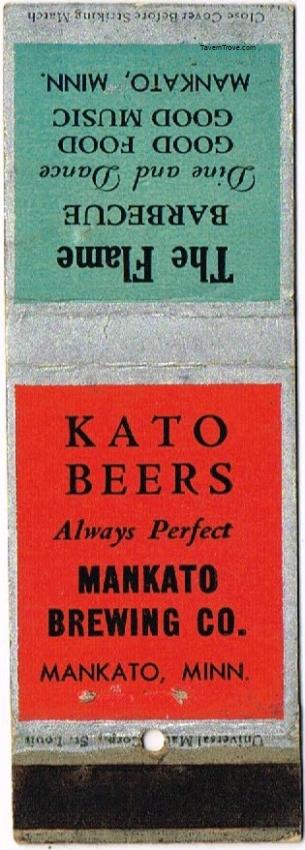 Close Cover Before Striking Match
TavernTrove.com
The Flame
BARBECUE
Dine and Dance
GOOD FOOD
GOOD MUSIC
MANKATO, MINN.
KATO
BEERS
Always Perfect
MANKATO
BREWING CO.
MANKATO, MINN.
Universal Match Corp., St. Louis